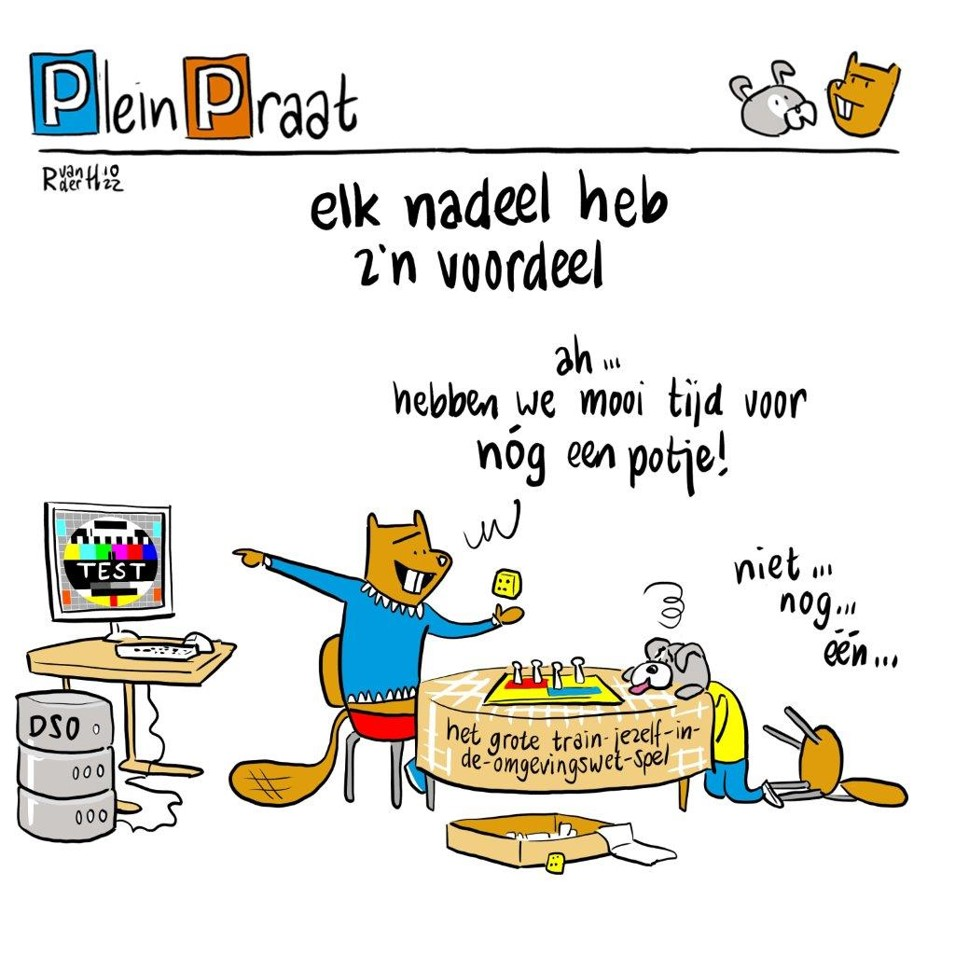 PleinPraat
R van der H 10 22
elk nadeel heb
z'n voordeel
ah...
hebben we mooi tijd voor
nóg een potje!
TEST
niet...
nog...
één...
DSO
het grote train-jezelf-in-
de-omgevingswet-spel